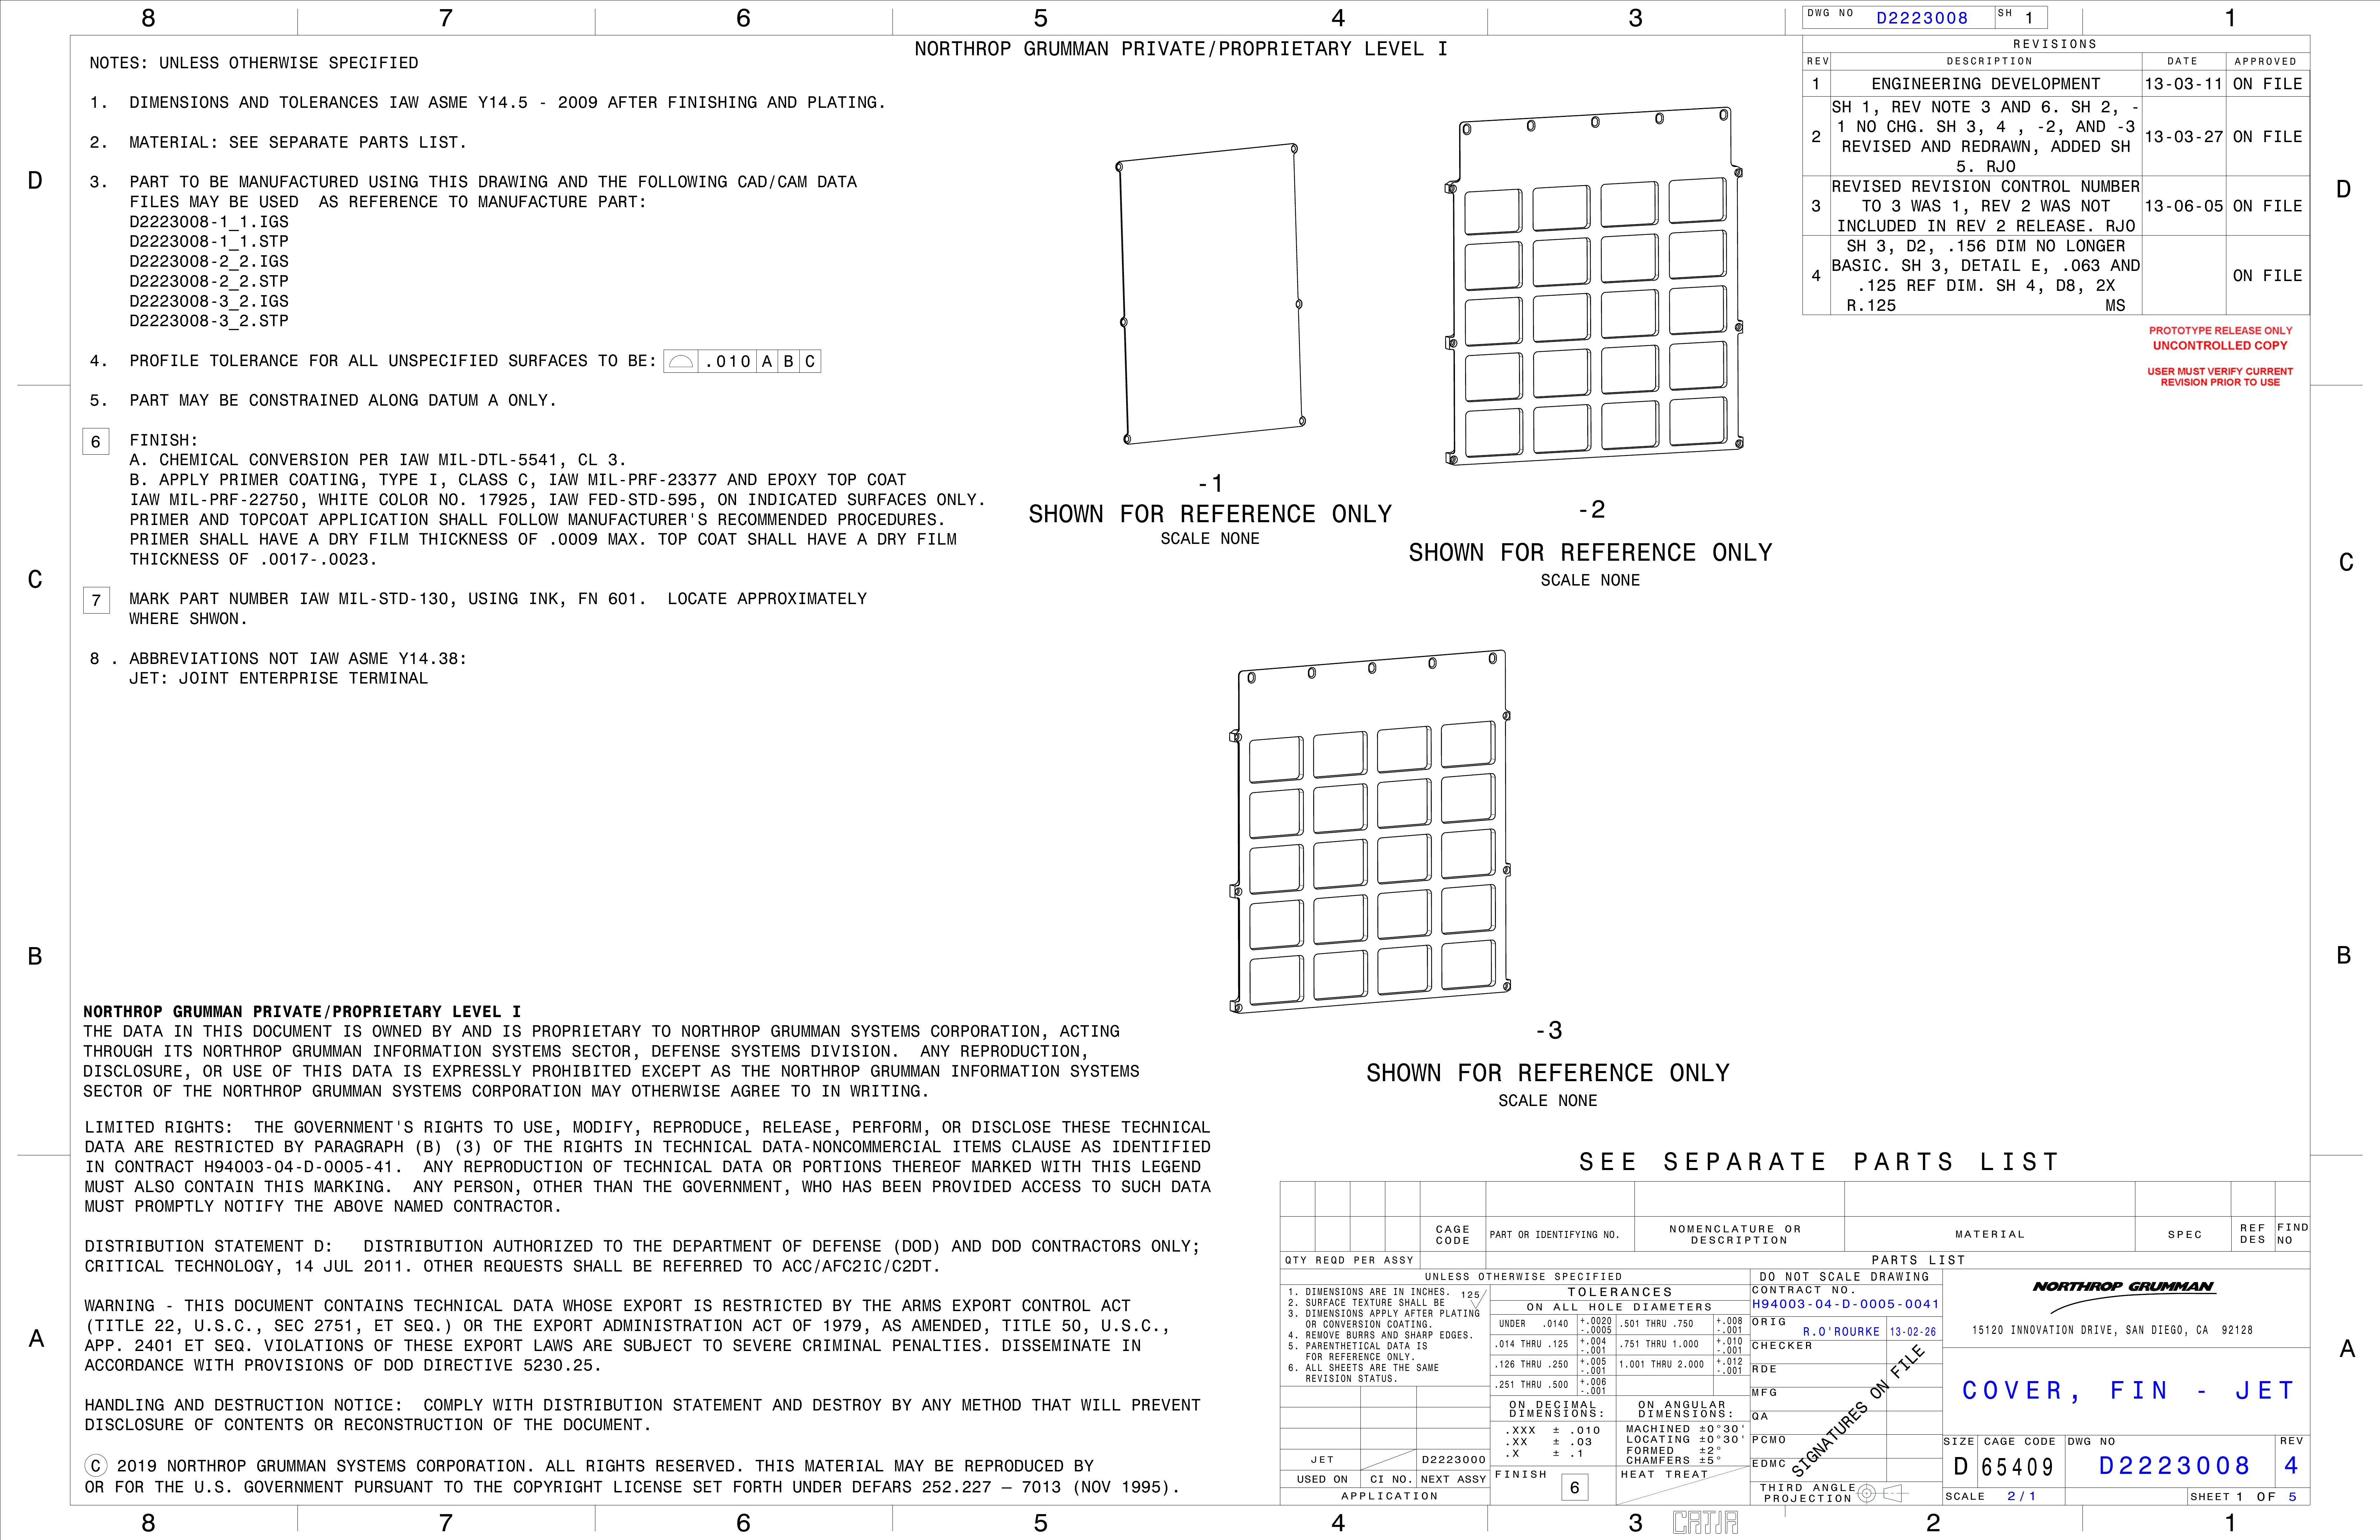 8 7 6 5 4 3 1
DWG NO D2223008 SH 1
NORTHROP GRUMMAN PRIVATE/PROPRIETARY LEVEL I
NOTES: UNLESS OTHERWISE SPECIFIED
1. DIMENSIONS AND TOLERANCES IAW ASME Y14.5 - 2009 AFTER FINISHING AND PLATING.
2. MATERIAL: SEE SEPARATE PARTS LIST.
3. PART TO BE MANUFACTURED USING THIS DRAWING AND THE FOLLOWING CAD/CAM DATA
FILES MAY BE USED AS REFERENCE TO MANUFACTURE PART:
D2223008-1_1.IGS
D2223008-1_1.STP
D2223008-2_2.IGS
D2223008-2_2.STP
D2223008-3_2.IGS
D2223008-3_2.STP
4. PROFILE TOLERANCE FOR ALL UNSPECIFIED SURFACES TO BE: .010 A B C
5. PART MAY BE CONSTRAINED ALONG DATUM A ONLY.
6 FINISH:
A. CHEMICAL CONVERSION PER IAW MIL-DTL-5541, CL 3.
B. APPLY PRIMER COATING, TYPE I, CLASS C, IAW MIL-PRF-23377 AND EPOXY TOP COAT
IAW MIL-PRF-22750, WHITE COLOR NO. 17925, IAW FED-STD-595, ON INDICATED SURFACES ONLY.
PRIMER AND TOPCOAT APPLICATION SHALL FOLLOW MANUFACTURER'S RECOMMENDED PROCEDURES.
PRIMER SHALL HAVE A DRY FILM THICKNESS OF .0009 MAX. TOP COAT SHALL HAVE A DRY FILM
THICKNESS OF .0017-.0023.
7 MARK PART NUMBER IAW MIL-STD-130, USING INK, FN 601. LOCATE APPROXIMATELY
WHERE SHWON.
8 . ABBREVIATIONS NOT IAW ASME Y14.38:
JET: JOINT ENTERPRISE TERMINAL
REVISIONS
REV DESCRIPTION DATE APPROVED
1 ENGINEERING DEVELOPMENT 13-03-11 ON FILE
SH 1, REV NOTE 3 AND 6. SH 2, -
1 NO CHG. SH 3, 4 , -2, AND -3
2 REVISED AND REDRAWN, ADDED SH 13-03-27 ON FILE
5. RJO
REVISED REVISION CONTROL NUMBER
3 TO 3 WAS 1, REV 2 WAS NOT 13-06-05 ON FILE
INCLUDED IN REV 2 RELEASE. RJO
SH 3, D2, .156 DIM NO LONGER
BASIC. SH 3, DETAIL E, .063 AND
4 .125 REF DIM. SH 4, D8, 2X ON FILE
R.125 MS
PROTOTYPE RELEASE ONLY
UNCONTROLLED COPY
USER MUST VERIFY CURRENT
REVISION PRIOR TO USE
D D
C C
B B
A A
-1
SHOWN FOR REFERENCE ONLY
SCALE NONE
-2
SHOWN FOR REFERENCE ONLY
SCALE NONE
-3
SHOWN FOR REFERENCE ONLY
SCALE NONE
NORTHROP GRUMMAN PRIVATE/PROPRIETARY LEVEL I
THE DATA IN THIS DOCUMENT IS OWNED BY AND IS PROPRIETARY TO NORTHROP GRUMMAN SYSTEMS CORPORATION, ACTING
THROUGH ITS NORTHROP GRUMMAN INFORMATION SYSTEMS SECTOR, DEFENSE SYSTEMS DIVISION. ANY REPRODUCTION,
DISCLOSURE, OR USE OF THIS DATA IS EXPRESSLY PROHIBITED EXCEPT AS THE NORTHROP GRUMMAN INFORMATION SYSTEMS
SECTOR OF THE NORTHROP GRUMMAN SYSTEMS CORPORATION MAY OTHERWISE AGREE TO IN WRITING.
LIMITED RIGHTS: THE GOVERNMENT'S RIGHTS TO USE, MODIFY, REPRODUCE, RELEASE, PERFORM, OR DISCLOSE THESE TECHNICAL
DATA ARE RESTRICTED BY PARAGRAPH (B) (3) OF THE RIGHTS IN TECHNICAL DATA-NONCOMMERCIAL ITEMS CLAUSE AS IDENTIFIED
IN CONTRACT H94003-04-D-0005-41. ANY REPRODUCTION OF TECHNICAL DATA OR PORTIONS THEREOF MARKED WITH THIS LEGEND
MUST ALSO CONTAIN THIS MARKING. ANY PERSON, OTHER THAN THE GOVERNMENT, WHO HAS BEEN PROVIDED ACCESS TO SUCH DATA
MUST PROMPTLY NOTIFY THE ABOVE NAMED CONTRACTOR.
DISTRIBUTION STATEMENT D: DISTRIBUTION AUTHORIZED TO THE DEPARTMENT OF DEFENSE (DOD) AND DOD CONTRACTORS ONLY;
CRITICAL TECHNOLOGY, 14 JUL 2011. OTHER REQUESTS SHALL BE REFERRED TO ACC/AFC2IC/C2DT.
WARNING - THIS DOCUMENT CONTAINS TECHNICAL DATA WHOSE EXPORT IS RESTRICTED BY THE ARMS EXPORT CONTROL ACT
(TITLE 22, U.S.C., SEC 2751, ET SEQ.) OR THE EXPORT ADMINISTRATION ACT OF 1979, AS AMENDED, TITLE 50, U.S.C.,
APP. 2401 ET SEQ. VIOLATIONS OF THESE EXPORT LAWS ARE SUBJECT TO SEVERE CRIMINAL PENALTIES. DISSEMINATE IN
ACCORDANCE WITH PROVISIONS OF DOD DIRECTIVE 5230.25.
HANDLING AND DESTRUCTION NOTICE: COMPLY WITH DISTRIBUTION STATEMENT AND DESTROY BY ANY METHOD THAT WILL PREVENT
DISCLOSURE OF CONTENTS OR RECONSTRUCTION OF THE DOCUMENT.
© 2019 NORTHROP GRUMMAN SYSTEMS CORPORATION. ALL RIGHTS RESERVED. THIS MATERIAL MAY BE REPRODUCED BY
OR FOR THE U.S. GOVERNMENT PURSUANT TO THE COPYRIGHT LICENSE SET FORTH UNDER DEFARS 252.227 – 7013 (NOV 1995).
SEE SEPARATE PARTS LIST
CAGE CODE PART OR IDENTIFYING NO. NOMENCLATURE OR DESCRIPTION MATERIAL SPEC REF DES FIND NO
QTY REQD PER ASSY PARTS LIST
UNLESS OTHERWISE SPECIFIED
1. DIMENSIONS ARE IN INCHES. 125
2. SURFACE TEXTURE SHALL BE
3. DIMENSIONS APPLY AFTER PLATING
OR CONVERSION COATING.
4. REMOVE BURRS AND SHARP EDGES.
5. PARENTHETICAL DATA IS
FOR REFERENCE ONLY.
6. ALL SHEETS ARE THE SAME
REVISION STATUS.
TOLERANCES
ON ALL HOLE DIAMETERS
UNDER .0140 +.0020 -.0005 .501 THRU .750 +.008 -.001
.014 THRU .125 +.004 -.001 .751 THRU 1.000 +.010 -.001
.126 THRU .250 +.005 -.001 1.001 THRU 2.000 +.012 -.001
.251 THRU .500 +.006 -.001
ON DECIMAL DIMENSIONS:
.XXX ± .010
.XX ± .03
.X ± .1
ON ANGULAR DIMENSIONS:
MACHINED ±0°30'
LOCATING ±0°30'
FORMED ±2°
CHAMFERS ±5°
FINISH 6
HEAT TREAT
JET D2223000
USED ON CI NO. NEXT ASSY
APPLICATION
DO NOT SCALE DRAWING
CONTRACT NO.
H94003-04-D-0005-0041
ORIG R.O'ROURKE 13-02-26
CHECKER
RDE
MFG
QA
PCMO
EDMC
SIGNATURES ON FILE
THIRD ANGLE
PROJECTION
NORTHROP GRUMMAN
15120 INNOVATION DRIVE, SAN DIEGO, CA 92128
COVER, FIN - JET
SIZE CAGE CODE DWG NO REV
D 65409 D2223008 4
SCALE 2/1 SHEET 1 OF 5
CATIA
8 7 6 5 4 3 2 1